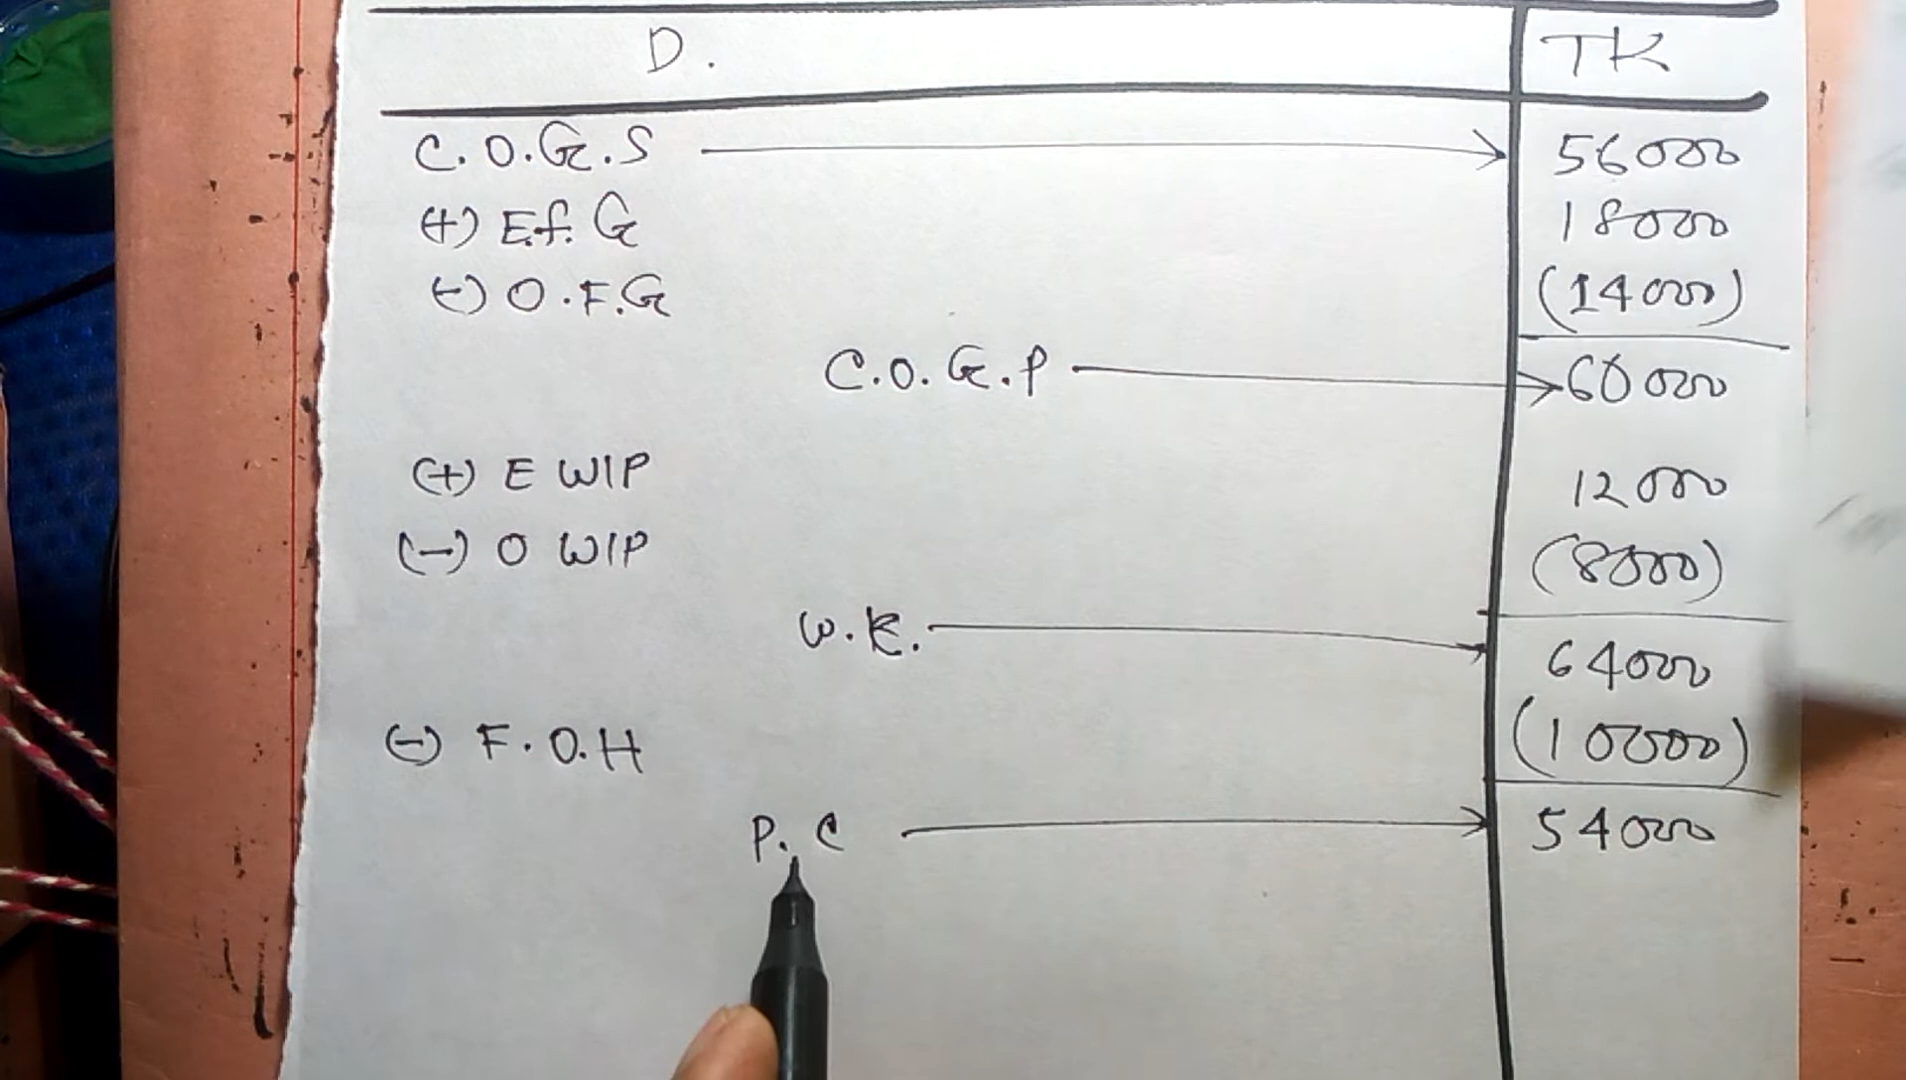 D. TK
C.O.G.S 56000
(+) E.f.G 18000
(-) O.F.G (14000)
C.O.G.P 60000
(+) E WIP 12000
(-) O WIP (8000)
W.K. 64000
(-) F.O.H (10000)
P.C 54000